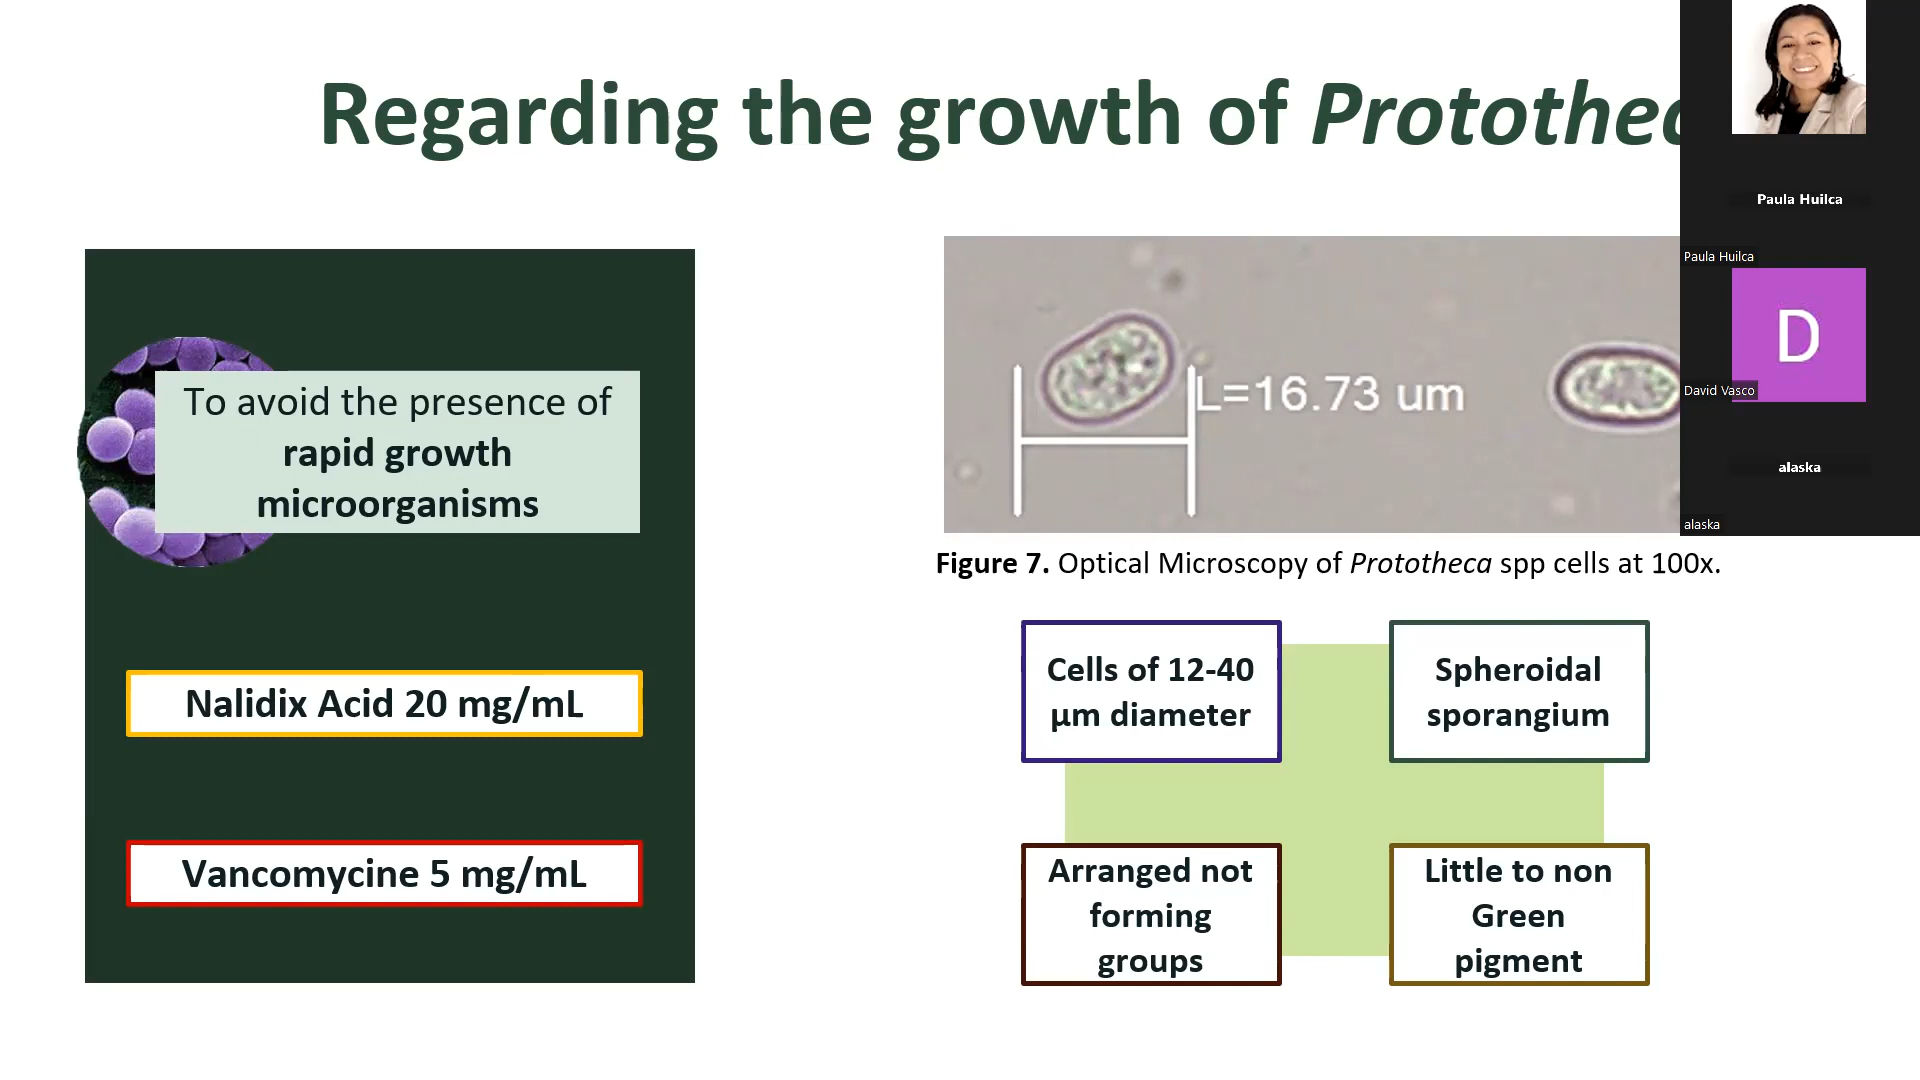 Regarding the growth of Protothec
To avoid the presence of
rapid growth
microorganisms
Nalidix Acid 20 mg/mL
Vancomycine 5 mg/mL
L=16.73 um
Figure 7. Optical Microscopy of Prototheca spp cells at 100x.
Cells of 12-40
µm diameter
Spheroidal
sporangium
Arranged not
forming
groups
Little to non
Green
pigment
Paula Huilca
Paula Huilca
D
David Vasco
alaska
alaska